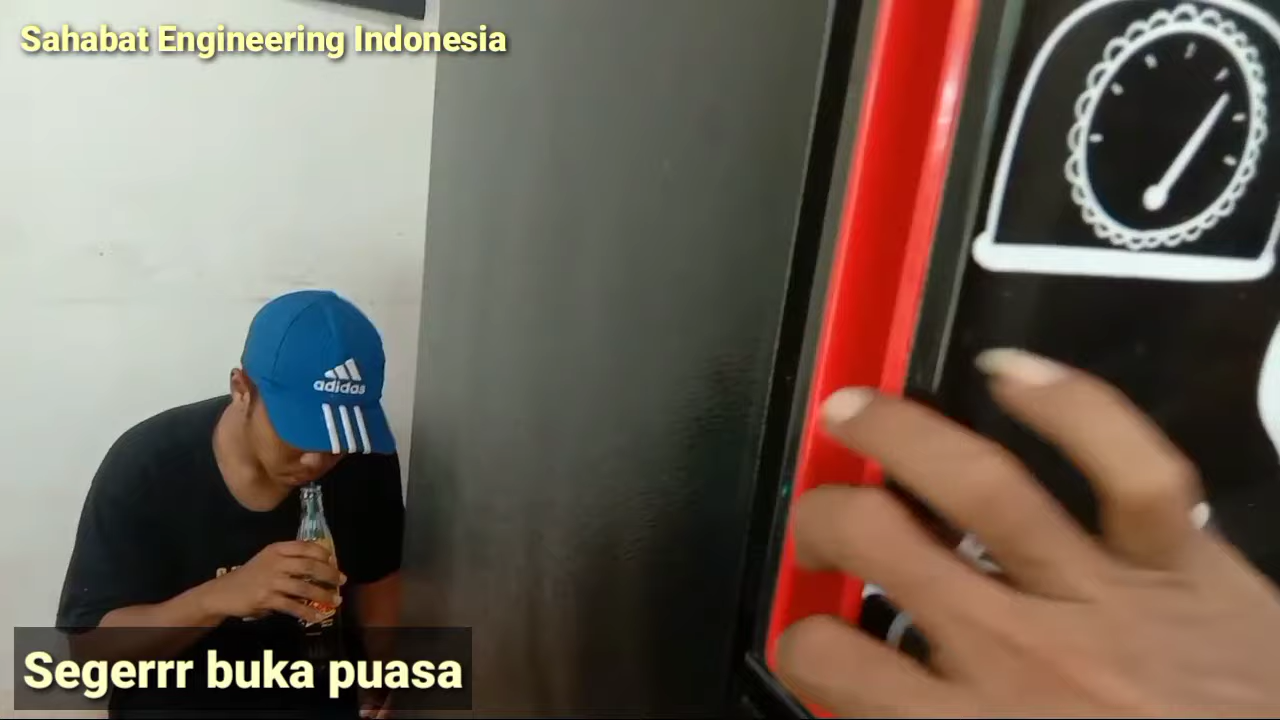 Sahabat Engineering Indonesia
adidas
Segerrr buka puasa